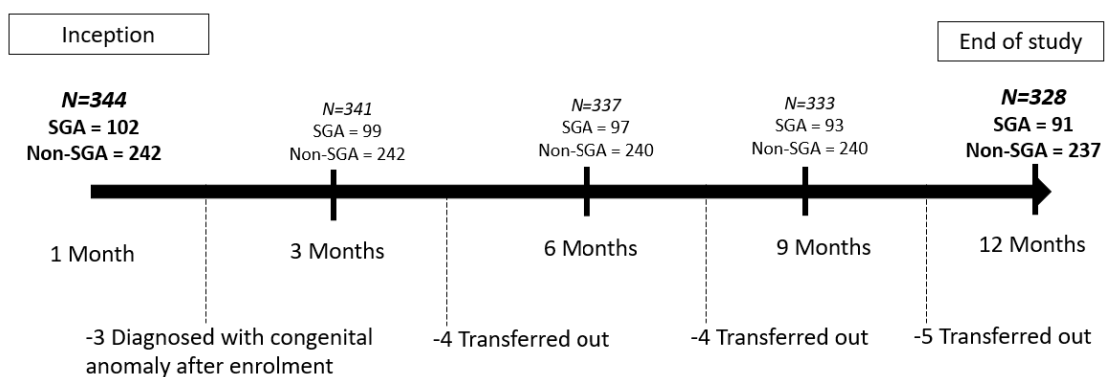 Inception
End of study
N=344
SGA = 102
Non-SGA = 242
N=341
SGA = 99
Non-SGA = 242
N=337
SGA = 97
Non-SGA = 240
N=333
SGA = 93
Non-SGA = 240
N=328
SGA = 91
Non-SGA = 237
1 Month
3 Months
6 Months
9 Months
12 Months
-3 Diagnosed with congenital
anomaly after enrolment
-4 Transferred out
-4 Transferred out
-5 Transferred out